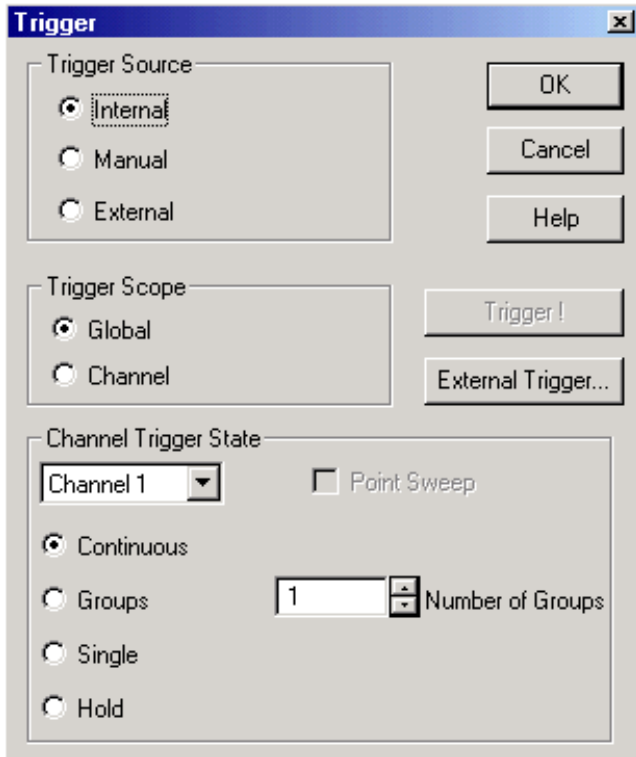 Trigger
Trigger Source
Internal
Manual
External
OK
Cancel
Help
Trigger Scope
Global
Channel
Trigger !
External Trigger...
Channel Trigger State
Channel 1
Point Sweep
Continuous
Groups
1
Number of Groups
Single
Hold